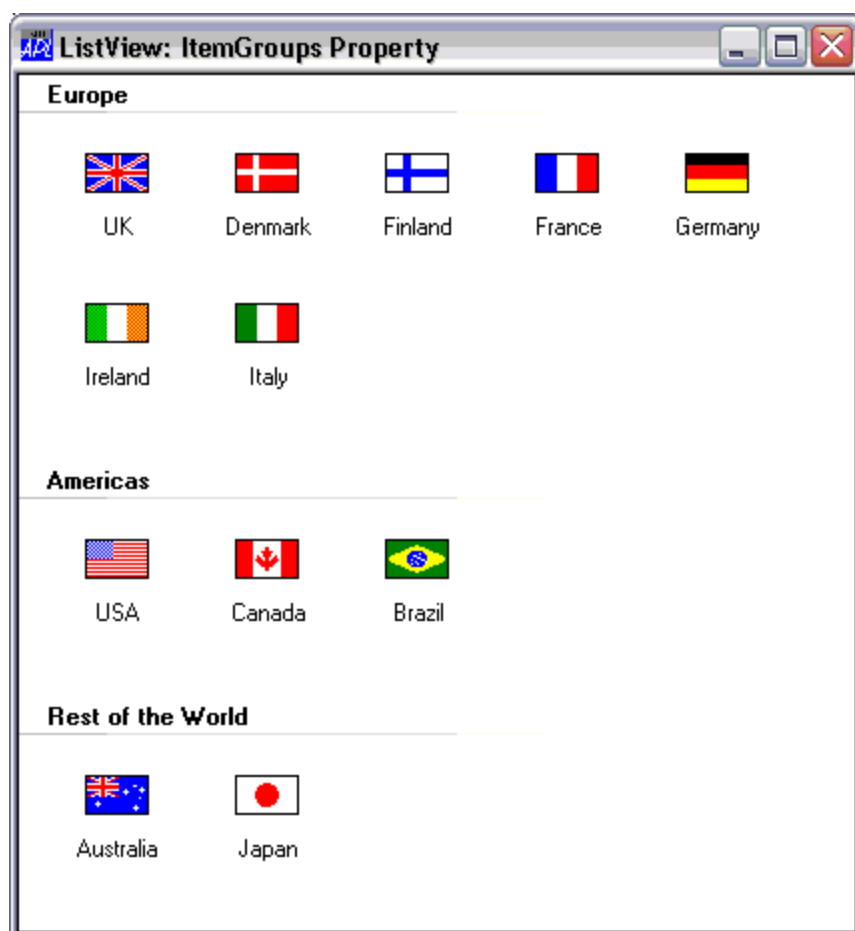 APL ListView: ItemGroups Property
Europe
UK Denmark Finland France Germany
Ireland Italy
Americas
USA Canada Brazil
Rest of the World
Australia Japan